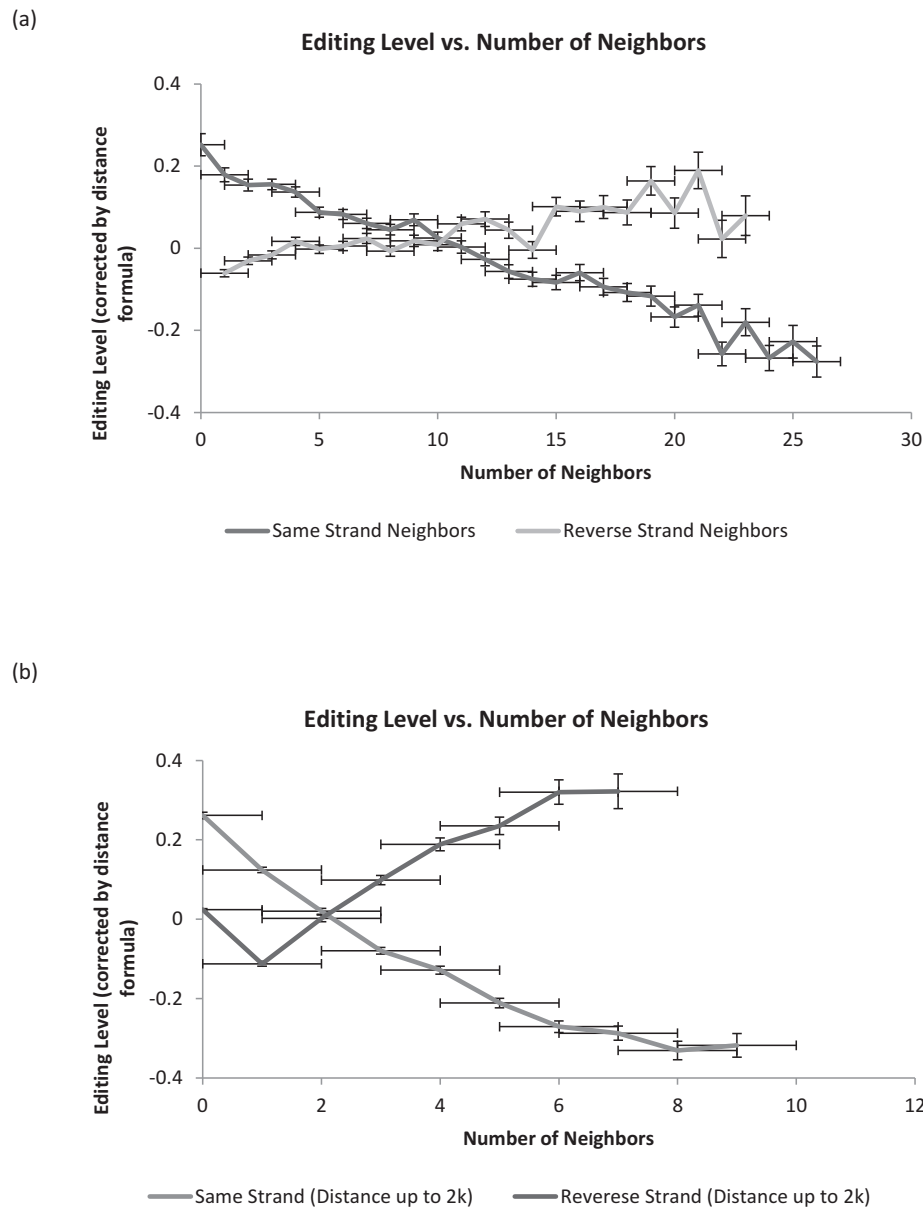 (a)
Editing Level vs. Number of Neighbors
Editing Level (corrected by distance
formula)
0.4
0.2
0
-0.2
-0.4
0 5 10 15 20 25 30
Number of Neighbors
Same Strand Neighbors Reverse Strand Neighbors
(b)
Editing Level vs. Number of Neighbors
Editing Level (corrected by distance
formula)
0.4
0.2
0
-0.2
-0.4
0 2 4 6 8 10 12
Number of Neighbors
Same Strand (Distance up to 2k) Reverese Strand (Distance up to 2k)